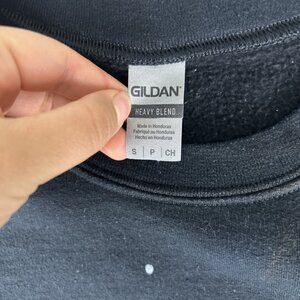 GILDAN
HEAVY BLEND
Made in Honduras
Fabriqué au Honduras
Hecho en Honduras
S | P | CH